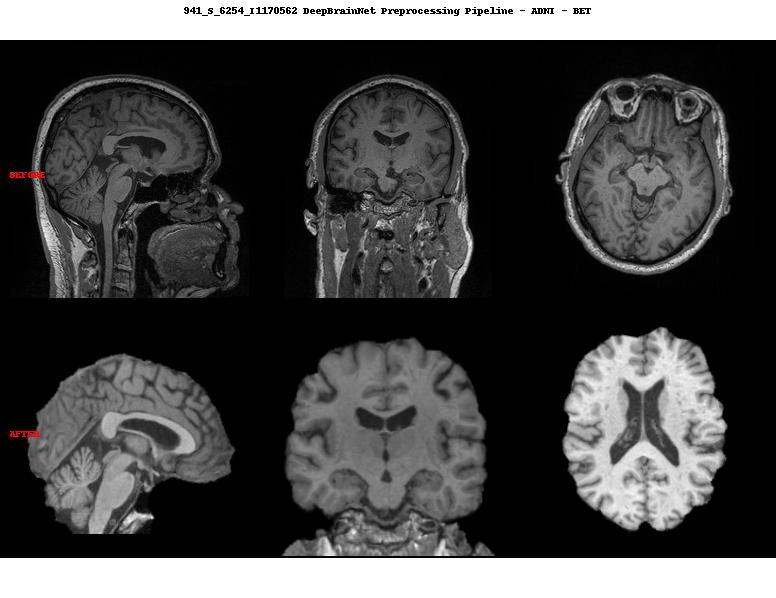 941_S_6254_I1170562 DeepBrainNet Preprocessing Pipeline - ADNI - BET
BEFORE
AFTER